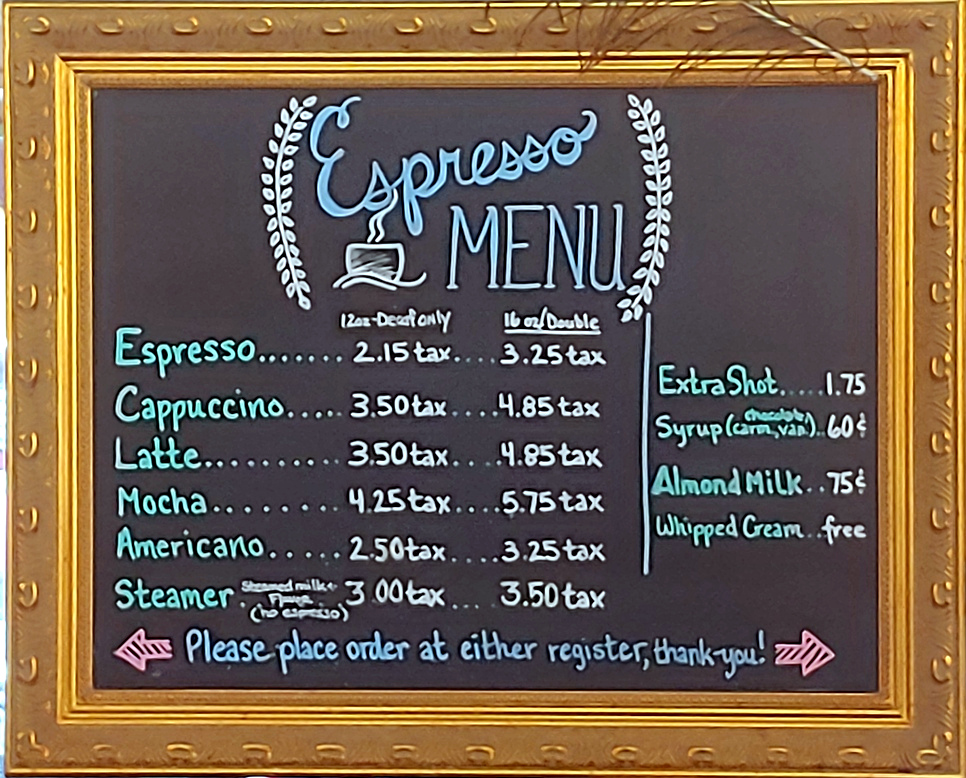 Espresso
MENU
12oz-Decaf only 16 oz/Double
Espresso....... 2.15 tax.... 3.25 tax
Cappuccino..... 3.50 tax....4.85 tax
Latte......... 3.50 tax....4.85 tax
Mocha........ 4.25 tax....5.75 tax
Americano...... 2.50 tax.... 3.25 tax
Steamer. Steamed milk + Flavor (no espresso) 3.00 tax... 3.50 tax
Extra Shot.....1.75
Syrup (chocolate, carm., van.)..60¢
Almond Milk..75¢
Whipped Cream..free
Please place order at either register, thank-you!